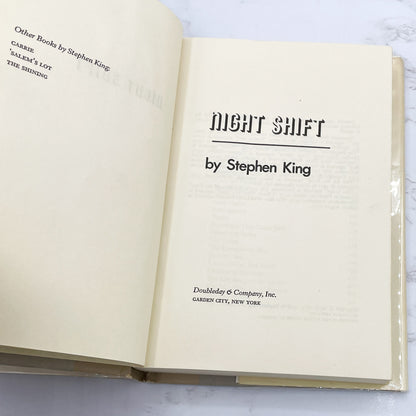 Other Books by Stephen King:
CARRIE
'SALEM'S LOT
THE SHINING
NIGHT SHIFT
by Stephen King
Doubleday & Company, Inc.
GARDEN CITY, NEW YORK